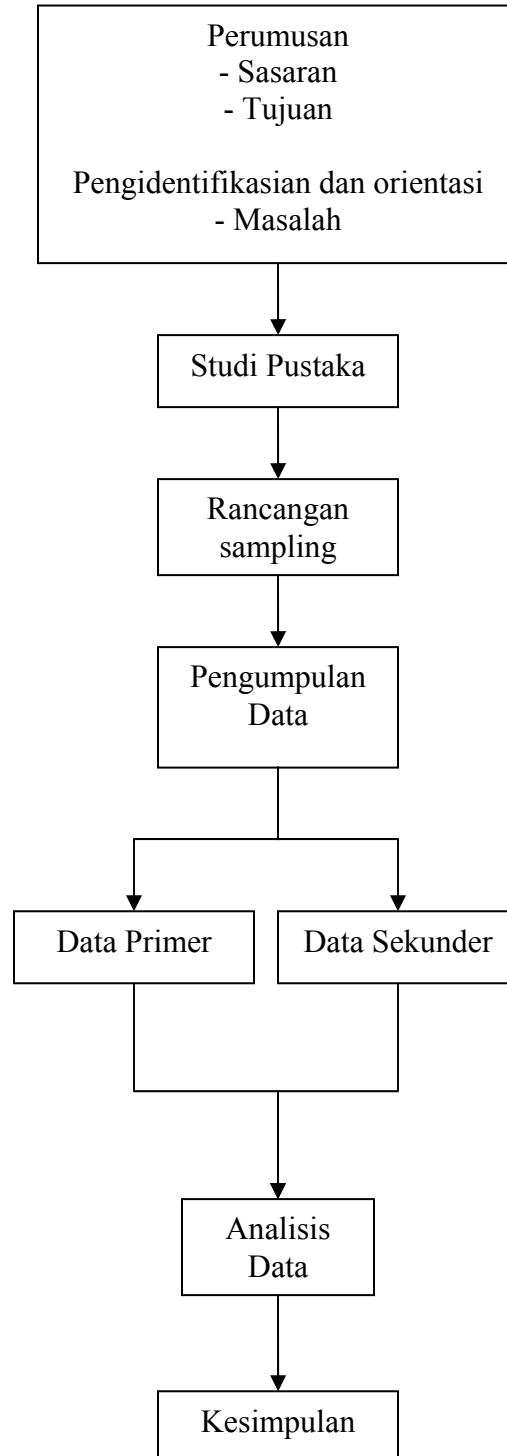 Perumusan
- Sasaran
- Tujuan
Pengidentifikasian dan orientasi
- Masalah
Studi Pustaka
Rancangan
sampling
Pengumpulan
Data
Data Primer
Data Sekunder
Analisis
Data
Kesimpulan